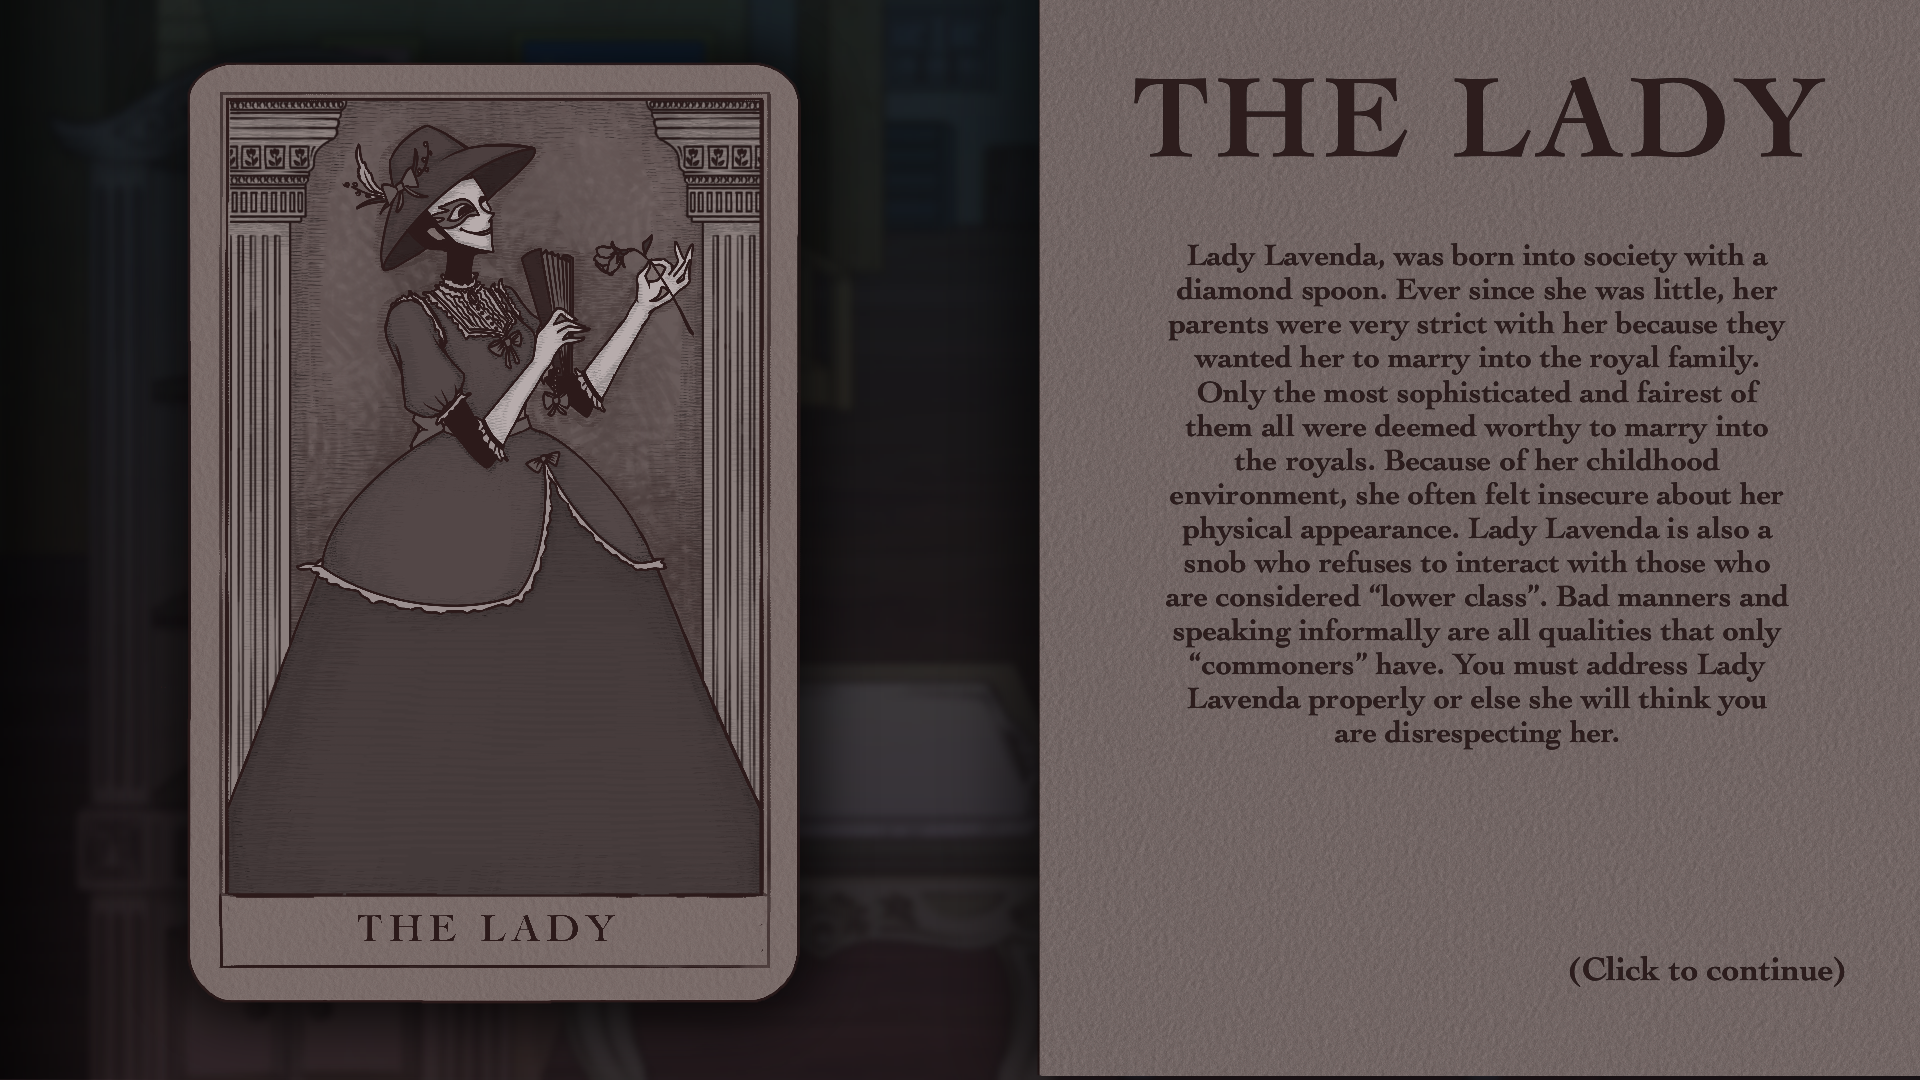 THE LADY
THE LADY
Lady Lavenda, was born into society with a
diamond spoon. Ever since she was little, her
parents were very strict with her because they
wanted her to marry into the royal family.
Only the most sophisticated and fairest of
them all were deemed worthy to marry into
the royals. Because of her childhood
environment, she often felt insecure about her
physical appearance. Lady Lavenda is also a
snob who refuses to interact with those who
are considered “lower class”. Bad manners and
speaking informally are all qualities that only
“commoners” have. You must address Lady
Lavenda properly or else she will think you
are disrespecting her.
(Click to continue)